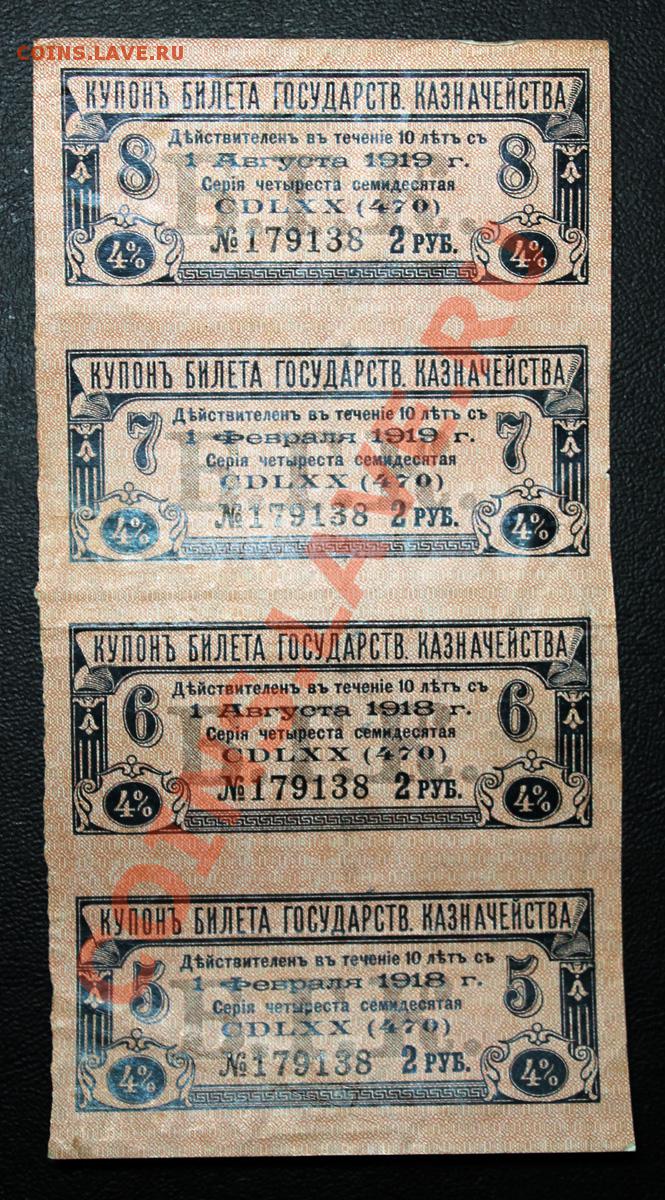 COINS.LAVE.RU
КУПОНЪ БИЛЕТА ГОСУДАРСТВ. КАЗНАЧЕЙСТВА
Дѣйствителенъ въ теченіе 10 лѣтъ съ
8 1 Августа 1919 г. 8
Серія четыреста семидесятая
CDLXX (470)
4% №179138 2 РУБ. 4%
КУПОНЪ БИЛЕТА ГОСУДАРСТВ. КАЗНАЧЕЙСТВА
Дѣйствителенъ въ теченіе 10 лѣтъ съ
7 1 Февраля 1919 г. 7
Серія четыреста семидесятая
CDLXX (470)
4% №179138 2 РУБ. 4%
КУПОНЪ БИЛЕТА ГОСУДАРСТВ. КАЗНАЧЕЙСТВА
Дѣйствителенъ въ теченіе 10 лѣтъ съ
6 1 Августа 1918 г. 6
Серія четыреста семидесятая
CDLXX (470)
4% №179138 2 РУБ. 4%
КУПОНЪ БИЛЕТА ГОСУДАРСТВ. КАЗНАЧЕЙСТВА
Дѣйствителенъ въ теченіе 10 лѣтъ съ
5 1 Февраля 1918 г. 5
Серія четыреста семидесятая
CDLXX (470)
4% №179138 2 РУБ. 4%
COINS.LAVE.RU